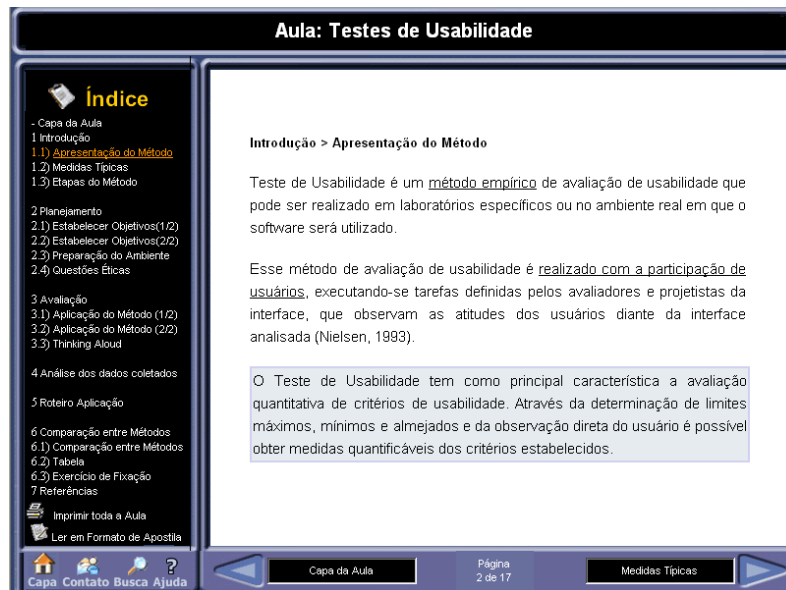 Aula: Testes de Usabilidade
Índice
- Capa da Aula
1 Introdução
1.1) Apresentação do Método
1.2) Medidas Típicas
1.3) Etapas do Método
2 Planejamento
2.1) Estabelecer Objetivos(1/2)
2.2) Estabelecer Objetivos(2/2)
2.3) Preparação do Ambiente
2.4) Questões Éticas
3 Avaliação
3.1) Aplicação do Método (1/2)
3.2) Aplicação do Método (2/2)
3.3) Thinking Aloud
4 Análise dos dados coletados
5 Roteiro Aplicação
6 Comparação entre Métodos
6.1) Comparação entre Métodos
6.2) Tabela
6.3) Exercício de Fixação
7 Referências
Imprimir toda a Aula
Ler em Formato de Apostila
Capa Contato Busca Ajuda
Introdução > Apresentação do Método
Teste de Usabilidade é um método empírico de avaliação de usabilidade que
pode ser realizado em laboratórios específicos ou no ambiente real em que o
software será utilizado.
Esse método de avaliação de usabilidade é realizado com a participação de
usuários, executando-se tarefas definidas pelos avaliadores e projetistas da
interface, que observam as atitudes dos usuários diante da interface
analisada (Nielsen, 1993).
O Teste de Usabilidade tem como principal característica a avaliação
quantitativa de critérios de usabilidade. Através da determinação de limites
máximos, mínimos e almejados e da observação direta do usuário é possível
obter medidas quantificáveis dos critérios estabelecidos.
Capa da Aula
Página
2 de 17
Medidas Típicas